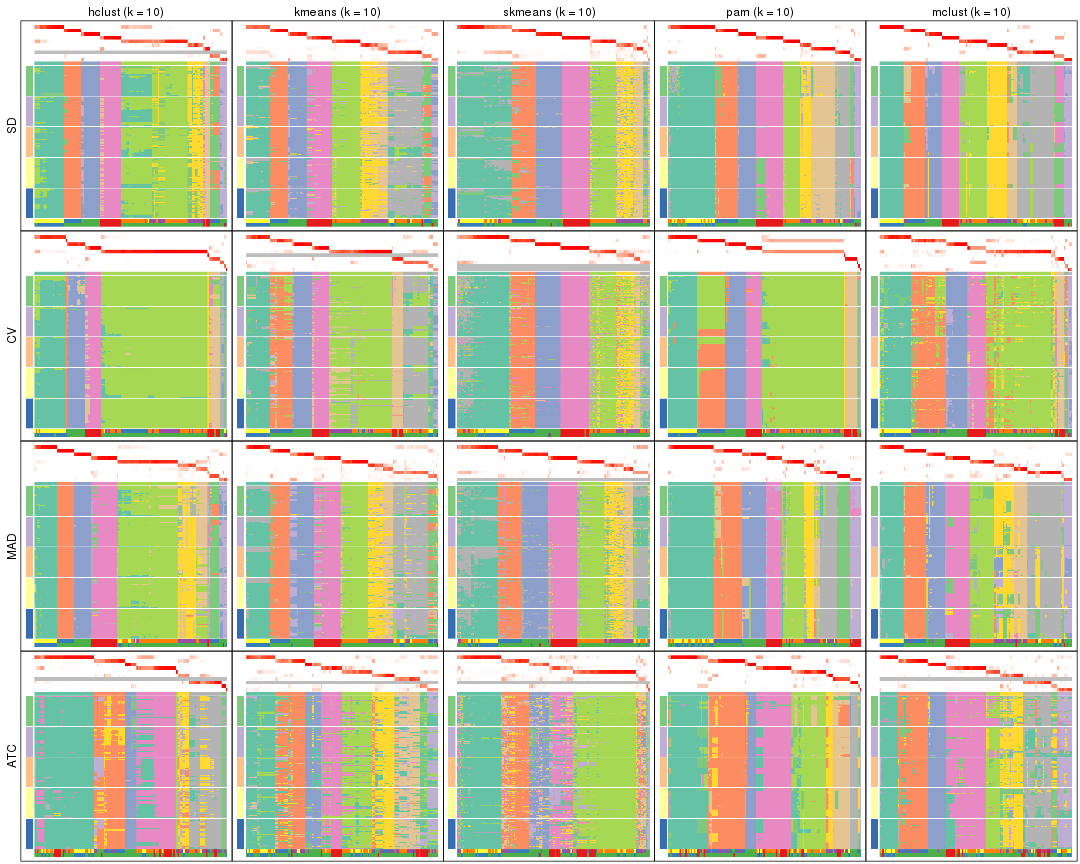 hclust (k = 10)
kmeans (k = 10)
skmeans (k = 10)
pam (k = 10)
mclust (k = 10)
SD
CV
MAD
ATC